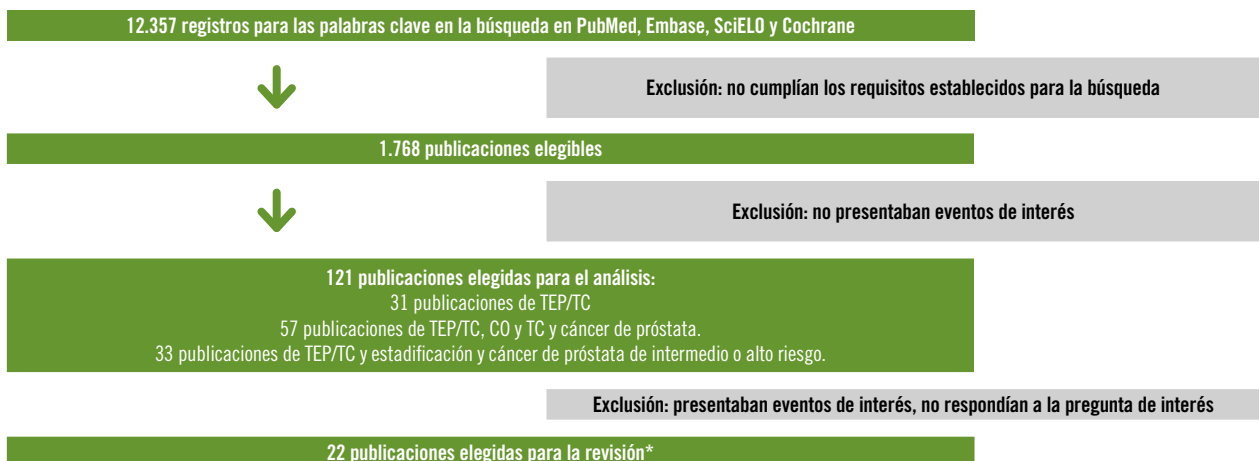 12.357 registros para las palabras clave en la búsqueda en PubMed, Embase, SciELO y Cochrane
Exclusión: no cumplían los requisitos establecidos para la búsqueda
1.768 publicaciones elegibles
Exclusión: no presentaban eventos de interés
121 publicaciones elegidas para el análisis:
31 publicaciones de TEP/TC
57 publicaciones de TEP/TC, CO y TC y cáncer de próstata.
33 publicaciones de TEP/TC y estadificación y cáncer de próstata de intermedio o alto riesgo.
Exclusión: presentaban eventos de interés, no respondían a la pregunta de interés
22 publicaciones elegidas para la revisión*